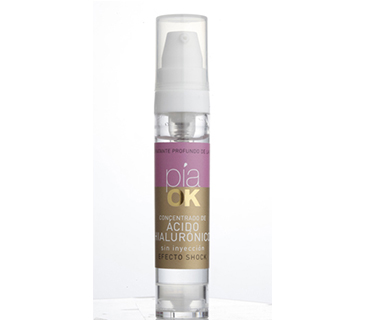 PROFUNDO DE
pía
OK
CONCENTRADO DE
ÁCIDO
HIALURÓNICO
sin inyección
EFECTO SHOCK